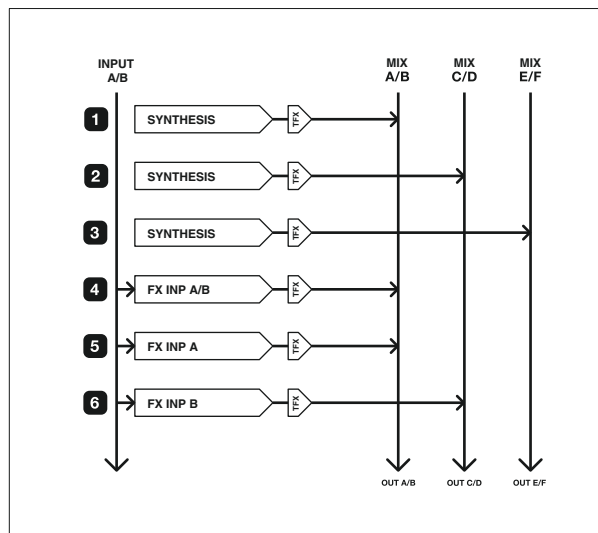 INPUT
A/B
MIX
A/B
MIX
C/D
MIX
E/F
1
SYNTHESIS
TFX
2
SYNTHESIS
TFX
3
SYNTHESIS
TFX
4
FX INP A/B
TFX
5
FX INP A
TFX
6
FX INP B
TFX
OUT A/B
OUT C/D
OUT E/F